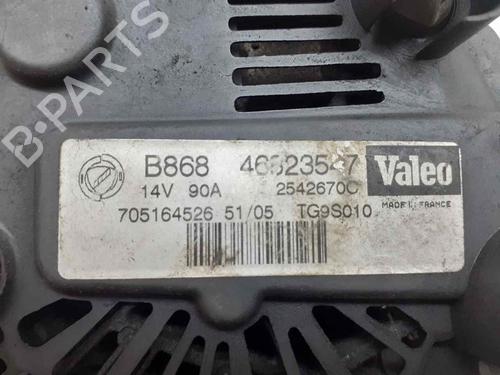 B-PARTS
B868 46823547
Valeo
14V 90A 2542670C
MADE IN FRANCE
705164526 51/05 TG9S010